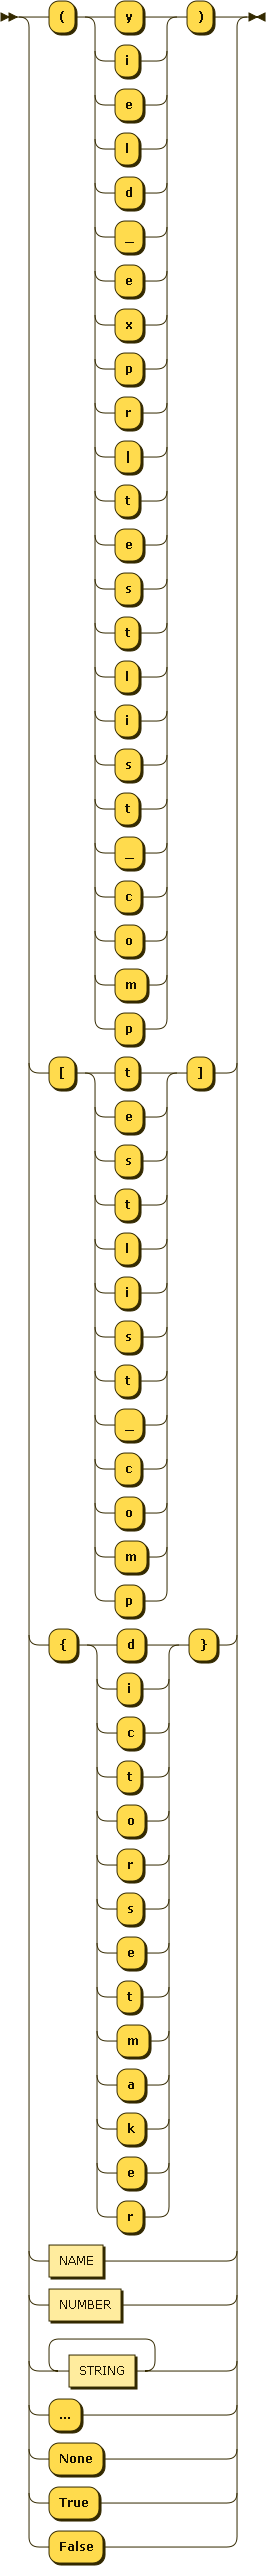 ( y )
i
e
l
d
_
e
x
p
r
|
t
e
s
t
l
i
s
t
_
c
o
m
p
[ t ]
e
s
t
l
i
s
t
_
c
o
m
p
{ d }
i
c
t
o
r
s
e
t
m
a
k
e
r
NAME
NUMBER
STRING
...
None
True
False